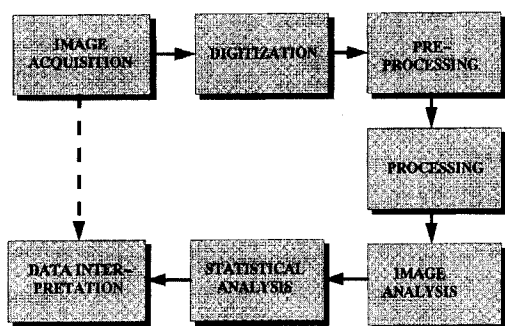 IMAGE
ACQUISITION
DIGITIZATION
PRE-
PROCESSING
PROCESSING
IMAGE
ANALYSIS
STATISTICAL
ANALYSIS
DATA INTER-
PRETATION